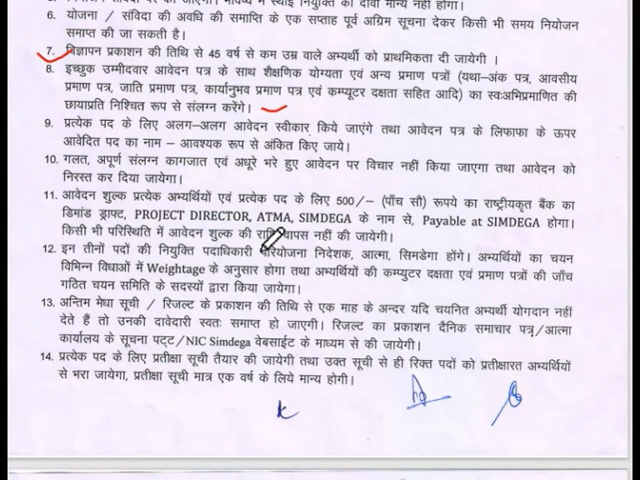 6. योजना / संविदा की अवधि की समाप्ति के एक सप्ताह पूर्व अग्रिम सूचना देकर किसी भी समय नियोजन
समाप्त की जा सकती है।
7. विज्ञापन प्रकाशन की तिथि से 45 वर्ष से कम उम्र वाले अभ्यर्थी को प्राथमिकता दी जायेगी ।
8. इच्छुक उम्मीदवार आवेदन पत्र के साथ शैक्षणिक योग्यता एवं अन्य प्रमाण पत्रों (यथा–अंक पत्र, आवसीय
प्रमाण पत्र, जाति प्रमाण पत्र, कार्यानुभव प्रमाण पत्र एवं कम्प्यूटर दक्षता सहित आदि) का स्वःअभिप्रमाणित की
छायाप्रति निश्चित रूप से संलग्न करेंगे।
9. प्रत्येक पद के लिए अलग–अलग आवेदन स्वीकार किये जाएंगे तथा आवेदन पत्र के लिफाफा के ऊपर
आवेदित पद का नाम – आवश्यक रूप से अंकित किए जाये।
10. गलत, अपूर्ण संलग्न कागजात एवं अधूरे भरे हुए आवेदन पर विचार नहीं किया जाएगा तथा आवेदन को
निरस्त कर दिया जायेगा।
11. आवेदन शुल्क प्रत्येक अभ्यर्थियों एवं प्रत्येक पद के लिए 500/– (पाँच सौ) रूपये का राष्ट्रीयकृत बैंक का
डिमांड ड्राफ्ट, PROJECT DIRECTOR, ATMA, SIMDEGA के नाम से, Payable at SIMDEGA होगा।
किसी भी परिस्थिति में आवेदन शुल्क की वापस नहीं की जायेगी।
12. इन तीनों पदों की नियुक्ति पदाधिकारी परियोजना निदेशक, आत्मा, सिमडेगा होंगे। अभ्यर्थियों का चयन
विभिन्न विधाओं में Weightage के अनुसार होगा तथा अभ्यर्थियों की कम्प्युटर दक्षता एवं प्रमाण पत्रों की जाँच
गठित चयन समिति के सदस्यों द्वारा किया जायेगा।
13. अन्तिम मेधा सूची / रिजल्ट के प्रकाशन की तिथि से एक माह के अन्दर यदि चयनित अभ्यर्थी योगदान नहीं
देते हैं तो उनकी दावेदारी स्वतः समाप्त हो जाएगी। रिजल्ट का प्रकाशन दैनिक समाचार पत्र/आत्मा
कार्यालय के सूचना पट्ट/NIC Simdega वेबसाईट के माध्यम से की जायेगी।
14. प्रत्येक पद के लिए प्रतीक्षा सूची तैयार की जायेगी तथा उक्त सूची से ही रिक्त पदों को प्रतीक्षारत अभ्यर्थियों
से भरा जायेगा, प्रतीक्षा सूची मात्र एक वर्ष के लिये मान्य होगी।